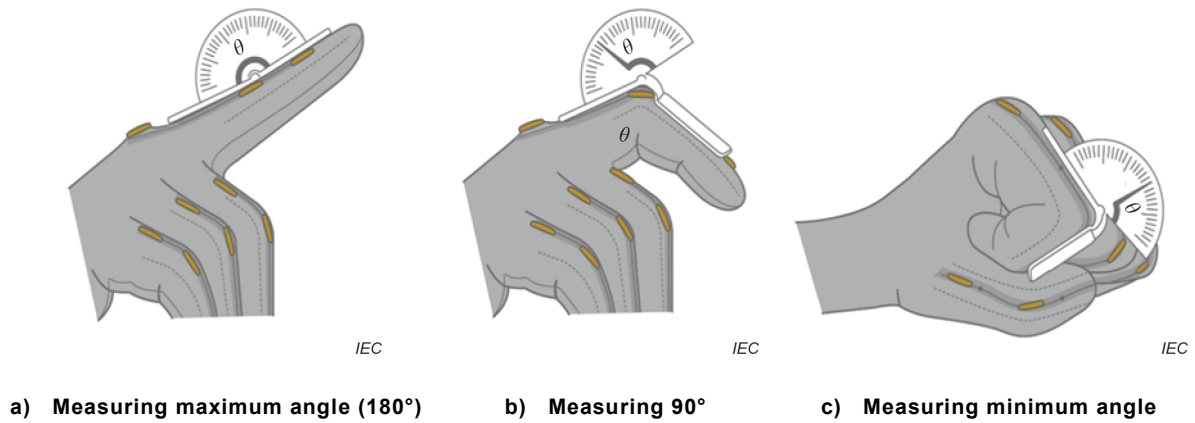 θ
θ
θ
θ
IEC
IEC
IEC
a) Measuring maximum angle (180°)
b) Measuring 90°
c) Measuring minimum angle